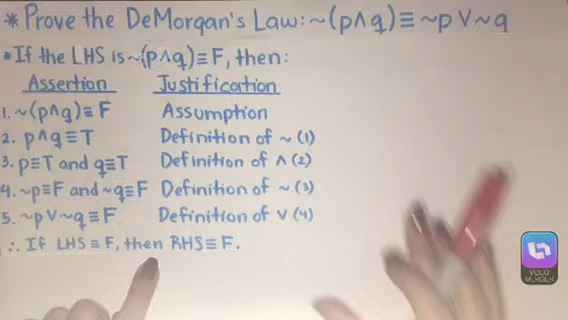 *Prove the DeMorgan's Law: ~(p∧q)≡~p∨~q
•If the LHS is ~(p∧q)≡F, then:
Assertion Justification
1. ~(p∧q)≡F Assumption
2. p∧q≡T Definition of ~ (1)
3. p≡T and q≡T Definition of ∧ (2)
4. ~p≡F and ~q≡F Definition of ~ (3)
5. ~p∨~q≡F Definition of ∨ (4)
∴ If LHS≡F, then RHS≡F.